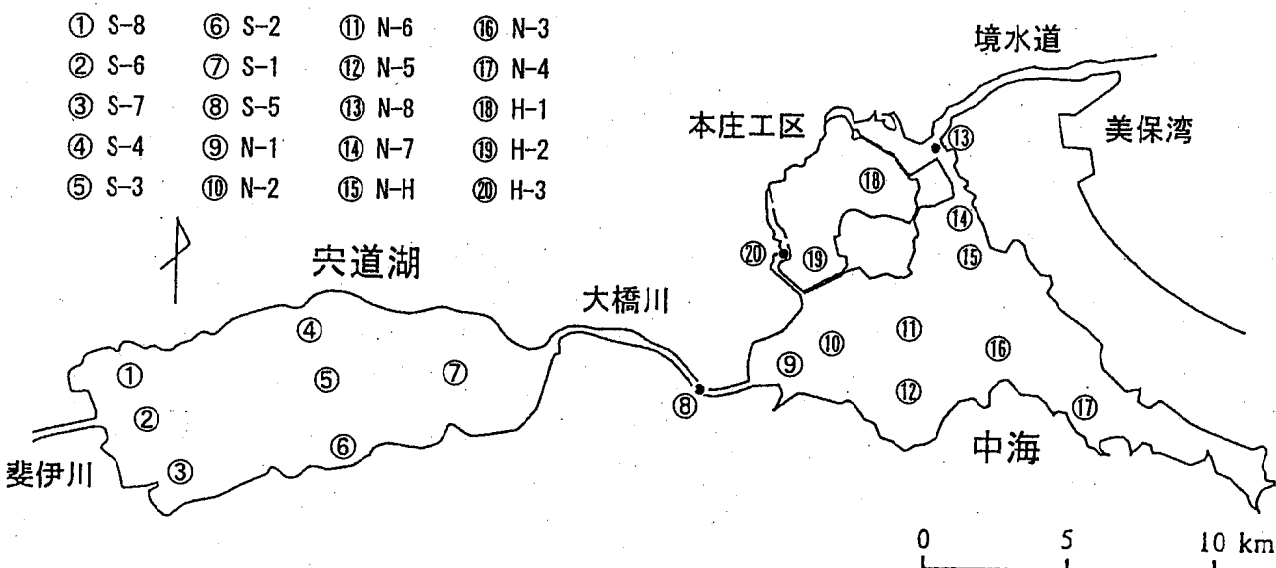 ① S-8 ⑥ S-2 ⑪ N-6 ⑯ N-3
② S-6 ⑦ S-1 ⑫ N-5 ⑰ N-4
③ S-7 ⑧ S-5 ⑬ N-8 ⑱ H-1
④ S-4 ⑨ N-1 ⑭ N-7 ⑲ H-2
⑤ S-3 ⑩ N-2 ⑮ N-H ⑳ H-3
境水道
本庄工区
⑬
美保湾
⑱
⑭
⑳ ⑲ ⑮
宍道湖
大橋川
④ ⑪
⑩ ⑯
① ⑤ ⑦ ⑨
② ⑧ ⑫ ⑰
⑥ 中海
斐伊川 ③
0 5 10 km